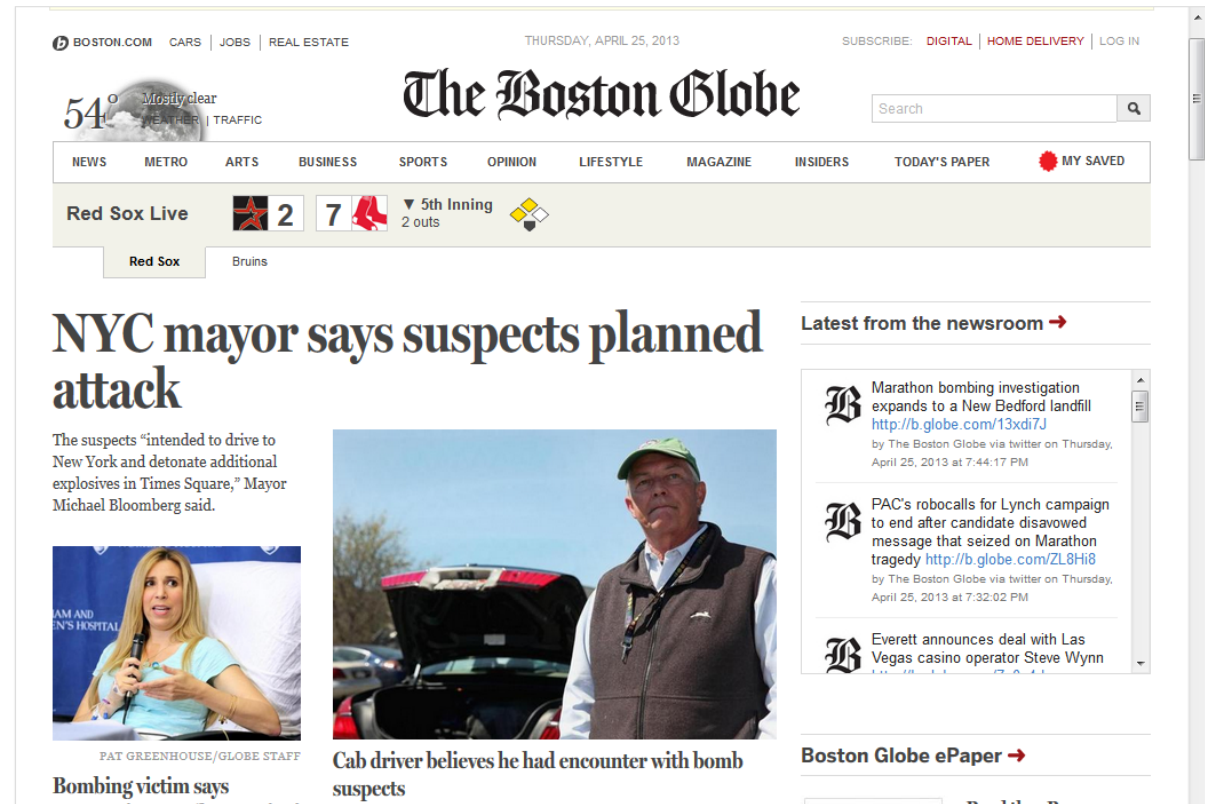 BOSTON.COM CARS | JOBS | REAL ESTATE
THURSDAY, APRIL 25, 2013
SUBSCRIBE: DIGITAL | HOME DELIVERY | LOG IN
54° Mostly clear
WEATHER | TRAFFIC
The Boston Globe
Search
NEWS METRO ARTS BUSINESS SPORTS OPINION LIFESTYLE MAGAZINE INSIDERS TODAY'S PAPER MY SAVED
Red Sox Live 2 7 ▼ 5th Inning
2 outs
Red Sox Bruins
NYC mayor says suspects planned
attack
The suspects “intended to drive to
New York and detonate additional
explosives in Times Square,” Mayor
Michael Bloomberg said.
AM AND
EN'S HOSPITAL
PAT GREENHOUSE/GLOBE STAFF
Bombing victim says
Cab driver believes he had encounter with bomb
suspects
Latest from the newsroom →
Marathon bombing investigation
expands to a New Bedford landfill
http://b.globe.com/13xdi7J
by The Boston Globe via twitter on Thursday,
April 25, 2013 at 7:44:17 PM
PAC's robocalls for Lynch campaign
to end after candidate disavowed
message that seized on Marathon
tragedy http://b.globe.com/ZL8Hi8
by The Boston Globe via twitter on Thursday,
April 25, 2013 at 7:32:02 PM
Everett announces deal with Las
Vegas casino operator Steve Wynn
Boston Globe ePaper →